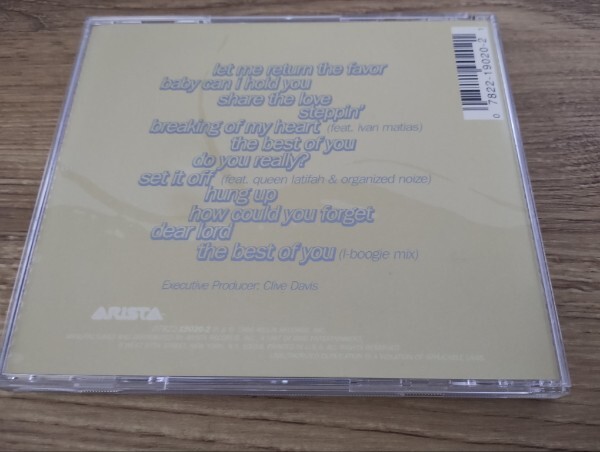 let me return the favor
baby can i hold you
share the love
steppin'
breaking of my heart (feat. ivan matias)
the best of you
do you really?
set it off (feat. queen latifah & organized noize)
hung up
how could you forget
dear lord
the best of you (l-boogie mix)
Executive Producer: Clive Davis
ARISTA
0 7822-19020-2